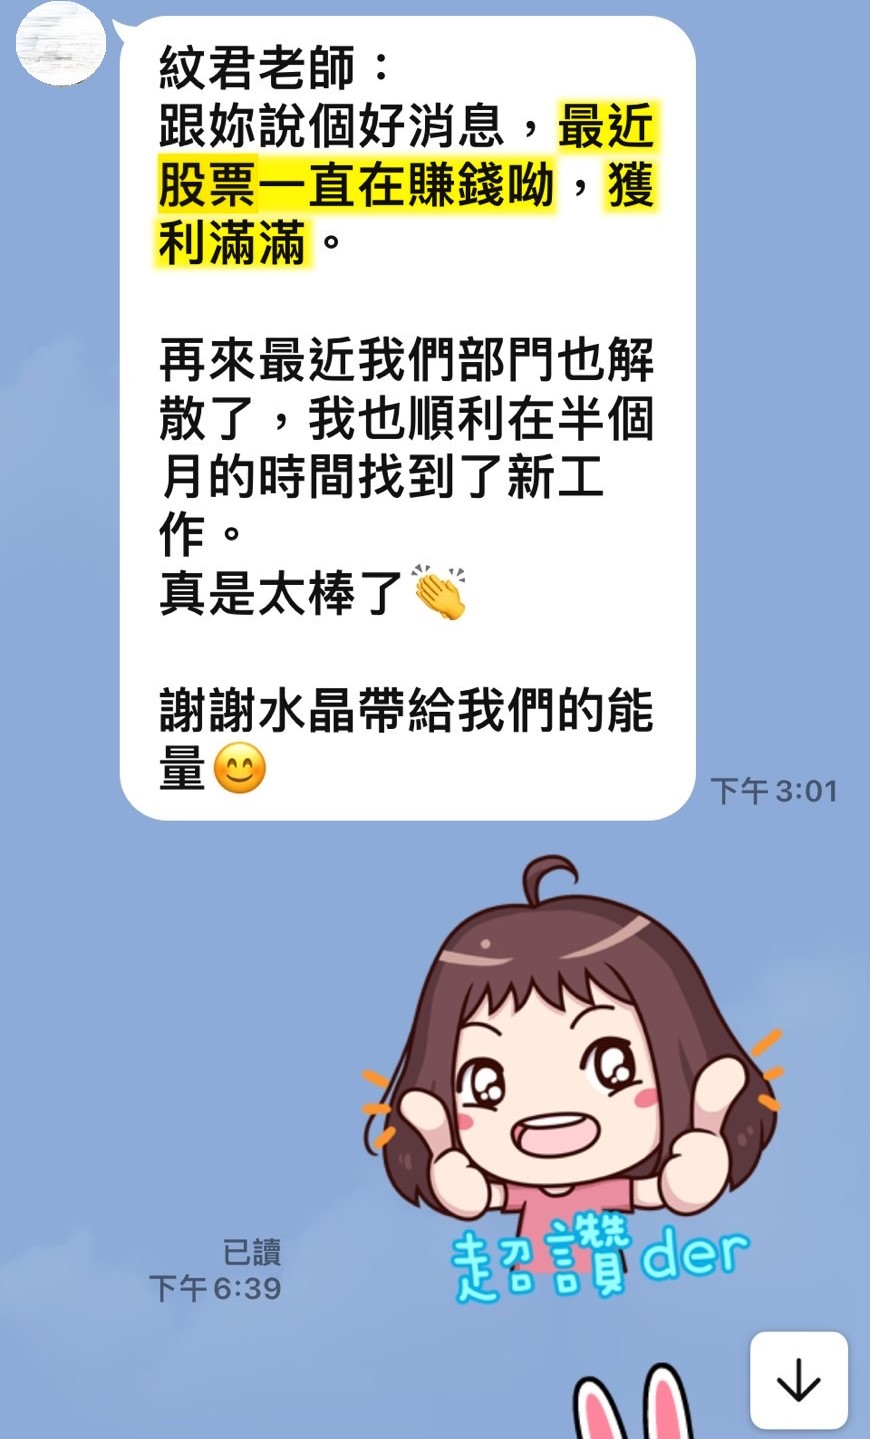 紋君老師：
跟妳說個好消息，最近
股票一直在賺錢呦，獲
利滿滿。
再來最近我們部門也解
散了，我也順利在半個
月的時間找到了新工
作。
真是太棒了👏
謝謝水晶帶給我們的能
量😊
下午 3:01
超讚der
已讀
下午 6:39